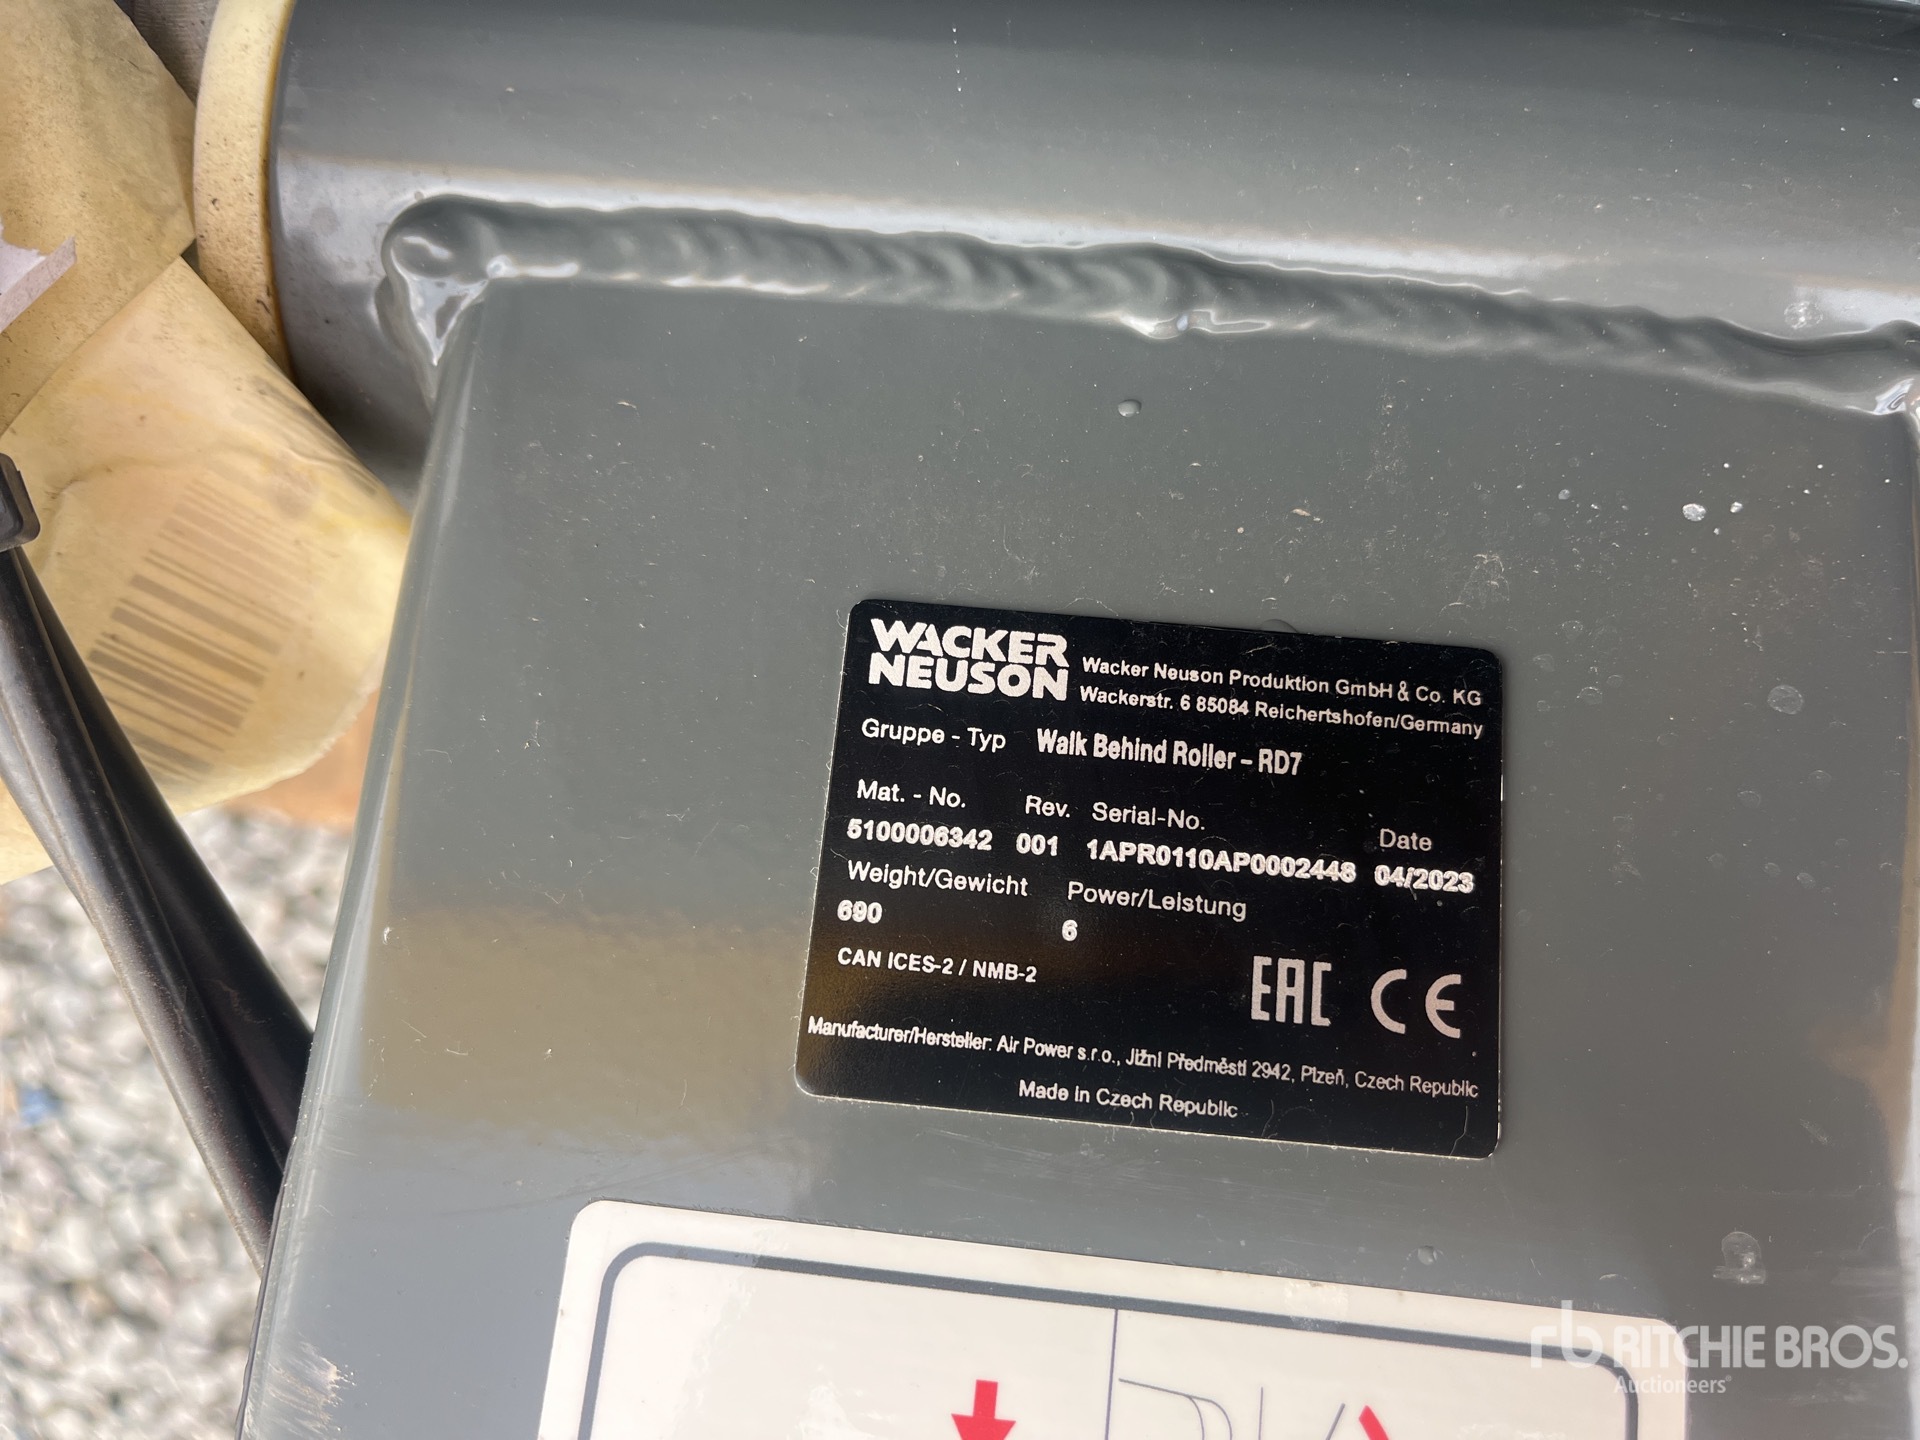 WACKER
NEUSON
Wacker Neuson Produktion GmbH & Co. KG
Wackerstr. 6 85084 Reichertshofen/Germany
Gruppe - Typ Walk Behind Roller – RD7
Mat. - No. Rev. Serial-No. Date
5100006342 001 1APR0110AP0002448 04/2023
Weight/Gewicht Power/Leistung
690 6
CAN ICES-2 / NMB-2
EAC CE
Manufacturer/Hersteller: Air Power s.r.o., Jižní Předměstí 2942, Plzeň, Czech Republic
Made in Czech Republic
rb RITCHIE BROS.
Auctioneers